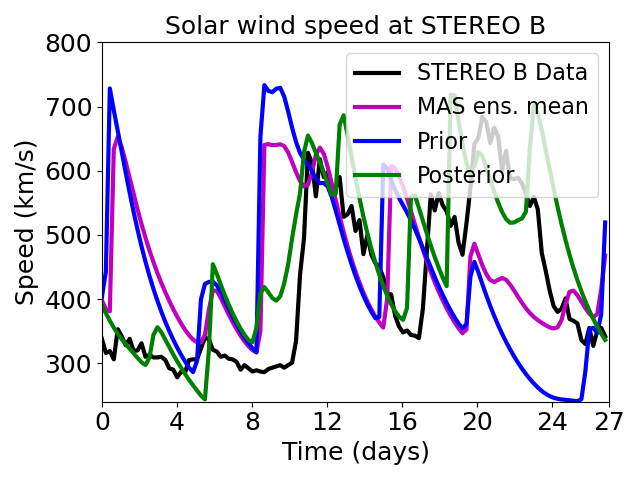 Solar wind speed at STEREO B
800
700
600
500
400
300
Speed (km/s)
STEREO B Data
MAS ens. mean
Prior
Posterior
0 4 8 12 16 20 24 27
Time (days)